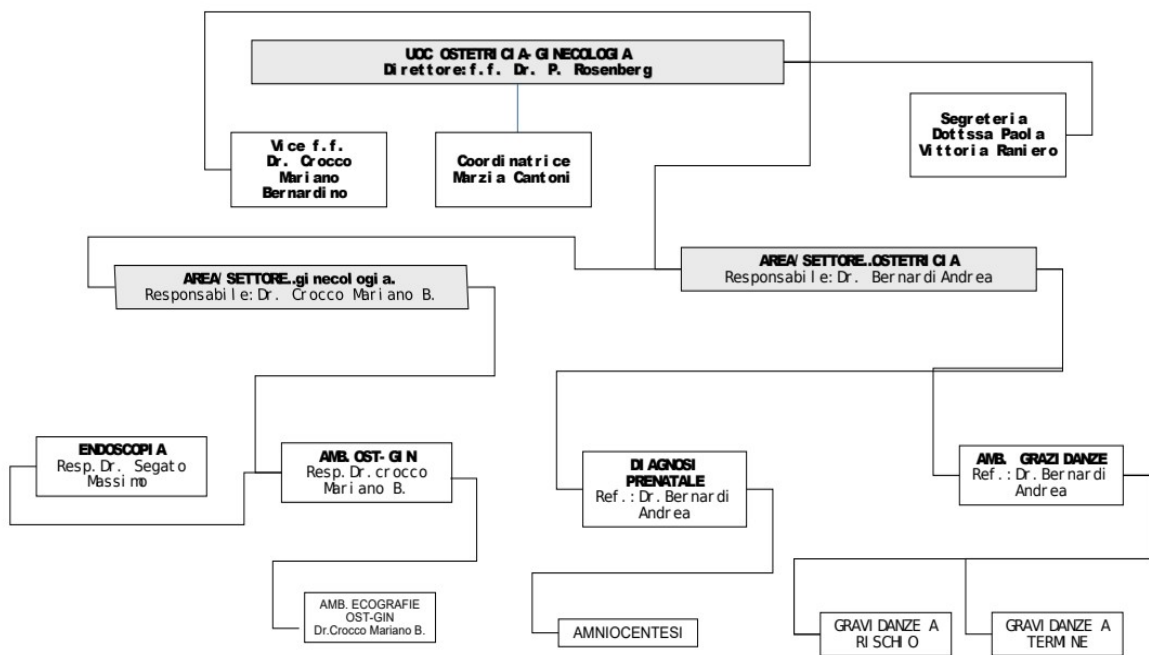 UOC OSTETRICIA-GINECOLOGIA
Direttore:f.f. Dr. P. Rosenberg
Vice f.f.
Dr. Crocco
Mariano
Bernardino
Coordinatrice
Marzia Cantoni
Segreteria
Dottssa Paola
Vittoria Raniero
AREA/SETTORE..ginecologia.
Responsabile:Dr. Crocco Mariano B.
AREA/SETTORE..OSTETRICIA
Responsabile: Dr. Bernardi Andrea
ENDOSCOPIA
Resp.Dr. Segato
Massimo
AMB.OST-GIN
Resp.Dr.crocco
Mariano B.
DIAGNOSI
PRENATALE
Ref.:Dr.Bernardi
Andrea
AMB. GRAZIDANZE
Ref.:Dr.Bernardi
Andrea
AMB. ECOGRAFIE
OST-GIN
Dr.Crocco Mariano B.
AMNIOCENTESI
GRAVIDANZE A
RISCHIO
GRAVIDANZE A
TERMINE